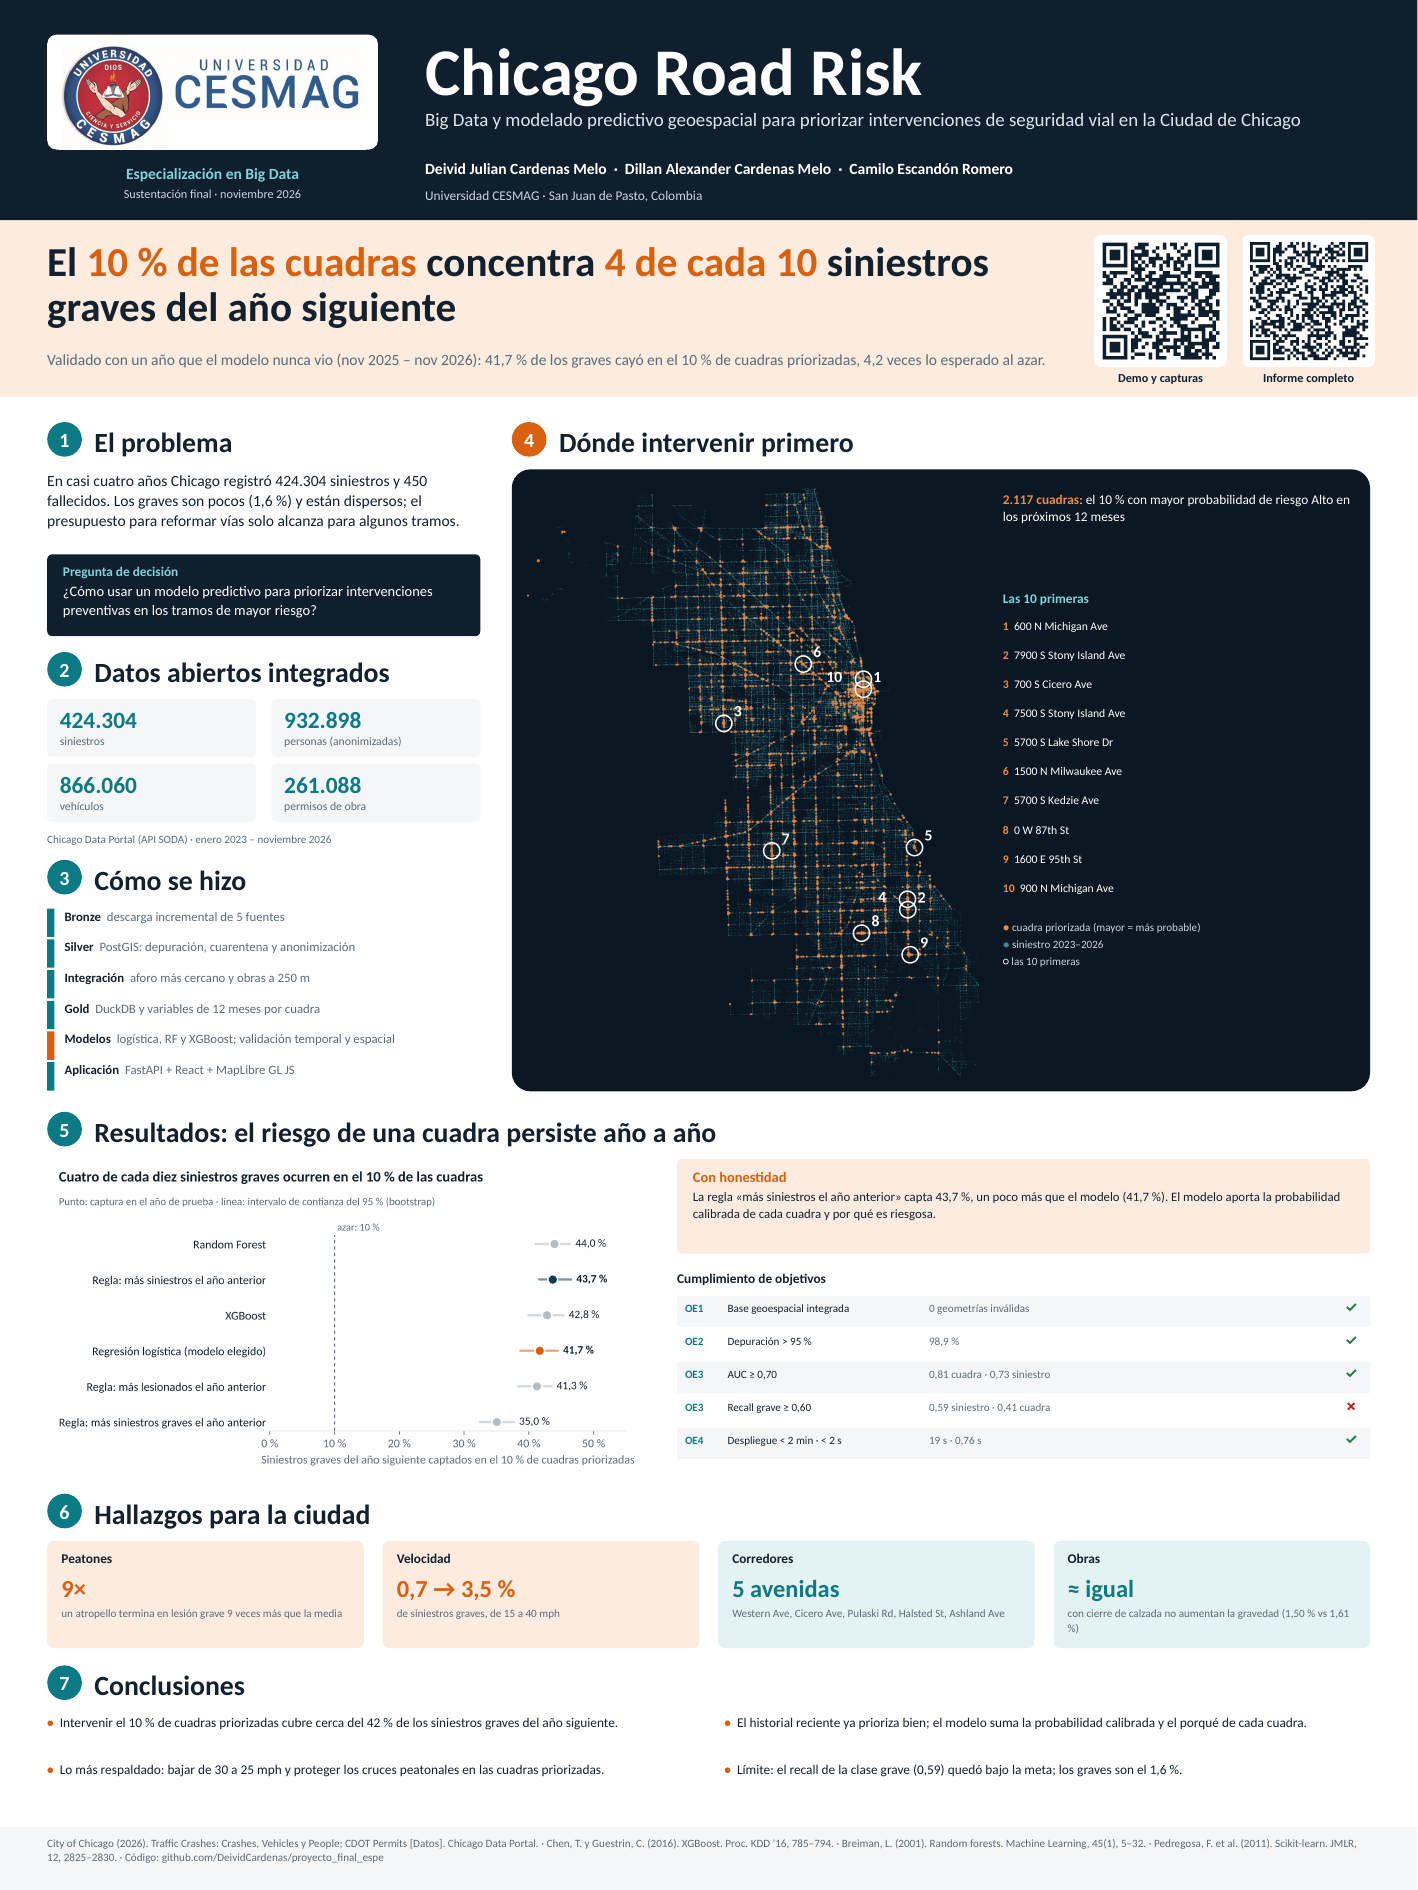 UNIVERSIDAD
DIOS
CIENCIA Y SERVICIO
CESMAG
UNIVERSIDAD
CESMAG
Especialización en Big Data
Sustentación final · noviembre 2026
Chicago Road Risk
Big Data y modelado predictivo geoespacial para priorizar intervenciones de seguridad vial en la Ciudad de Chicago
Deivid Julian Cardenas Melo · Dillan Alexander Cardenas Melo · Camilo Escandón Romero
Universidad CESMAG · San Juan de Pasto, Colombia
El 10 % de las cuadras concentra 4 de cada 10 siniestros
graves del año siguiente
Validado con un año que el modelo nunca vio (nov 2025 – nov 2026): 41,7 % de los graves cayó en el 10 % de cuadras priorizadas, 4,2 veces lo esperado al azar.
Demo y capturas
Informe completo
1 El problema
En casi cuatro años Chicago registró 424.304 siniestros y 450
fallecidos. Los graves son pocos (1,6 %) y están dispersos; el
presupuesto para reformar vías solo alcanza para algunos tramos.
Pregunta de decisión
¿Cómo usar un modelo predictivo para priorizar intervenciones
preventivas en los tramos de mayor riesgo?
2 Datos abiertos integrados
424.304
siniestros
932.898
personas (anonimizadas)
866.060
vehículos
261.088
permisos de obra
Chicago Data Portal (API SODA) · enero 2023 – noviembre 2026
3 Cómo se hizo
Bronze descarga incremental de 5 fuentes
Silver PostGIS: depuración, cuarentena y anonimización
Integración aforo más cercano y obras a 250 m
Gold DuckDB y variables de 12 meses por cuadra
Modelos logística, RF y XGBoost; validación temporal y espacial
Aplicación FastAPI + React + MapLibre GL JS
4 Dónde intervenir primero
6
10
1
3
7
5
4
2
8
9
2.117 cuadras: el 10 % con mayor probabilidad de riesgo Alto en
los próximos 12 meses
Las 10 primeras
1 600 N Michigan Ave
2 7900 S Stony Island Ave
3 700 S Cicero Ave
4 7500 S Stony Island Ave
5 5700 S Lake Shore Dr
6 1500 N Milwaukee Ave
7 5700 S Kedzie Ave
8 0 W 87th St
9 1600 E 95th St
10 900 N Michigan Ave
cuadra priorizada (mayor = más probable)
siniestro 2023–2026
las 10 primeras
5 Resultados: el riesgo de una cuadra persiste año a año
Cuatro de cada diez siniestros graves ocurren en el 10 % de las cuadras
Punto: captura en el año de prueba · línea: intervalo de confianza del 95 % (bootstrap)
azar: 10 %
Random Forest 44,0 %
Regla: más siniestros el año anterior 43,7 %
XGBoost 42,8 %
Regresión logística (modelo elegido) 41,7 %
Regla: más lesionados el año anterior 41,3 %
Regla: más siniestros graves el año anterior 35,0 %
0 % 10 % 20 % 30 % 40 % 50 %
Siniestros graves del año siguiente captados en el 10 % de cuadras priorizadas
Con honestidad
La regla «más siniestros el año anterior» capta 43,7 %, un poco más que el modelo (41,7 %). El modelo aporta la probabilidad
calibrada de cada cuadra y por qué es riesgosa.
Cumplimiento de objetivos
OE1 Base geoespacial integrada 0 geometrías inválidas ✓
OE2 Depuración > 95 % 98,9 % ✓
OE3 AUC ≥ 0,70 0,81 cuadra · 0,73 siniestro ✓
OE3 Recall grave ≥ 0,60 0,59 siniestro · 0,41 cuadra ✗
OE4 Despliegue < 2 min · < 2 s 19 s · 0,76 s ✓
6 Hallazgos para la ciudad
Peatones
9×
un atropello termina en lesión grave 9 veces más que la media
Velocidad
0,7 → 3,5 %
de siniestros graves, de 15 a 40 mph
Corredores
5 avenidas
Western Ave, Cicero Ave, Pulaski Rd, Halsted St, Ashland Ave
Obras
≈ igual
con cierre de calzada no aumentan la gravedad (1,50 % vs 1,61
%)
7 Conclusiones
• Intervenir el 10 % de cuadras priorizadas cubre cerca del 42 % de los siniestros graves del año siguiente.
• El historial reciente ya prioriza bien; el modelo suma la probabilidad calibrada y el porqué de cada cuadra.
• Lo más respaldado: bajar de 30 a 25 mph y proteger los cruces peatonales en las cuadras priorizadas.
• Límite: el recall de la clase grave (0,59) quedó bajo la meta; los graves son el 1,6 %.
City of Chicago (2026). Traffic Crashes: Crashes, Vehicles y People; CDOT Permits [Datos]. Chicago Data Portal. · Chen, T. y Guestrin, C. (2016). XGBoost. Proc. KDD '16, 785–794. · Breiman, L. (2001). Random forests. Machine Learning, 45(1), 5–32. · Pedregosa, F. et al. (2011). Scikit-learn. JMLR,
12, 2825–2830. · Código: github.com/DeividCardenas/proyecto_final_espe